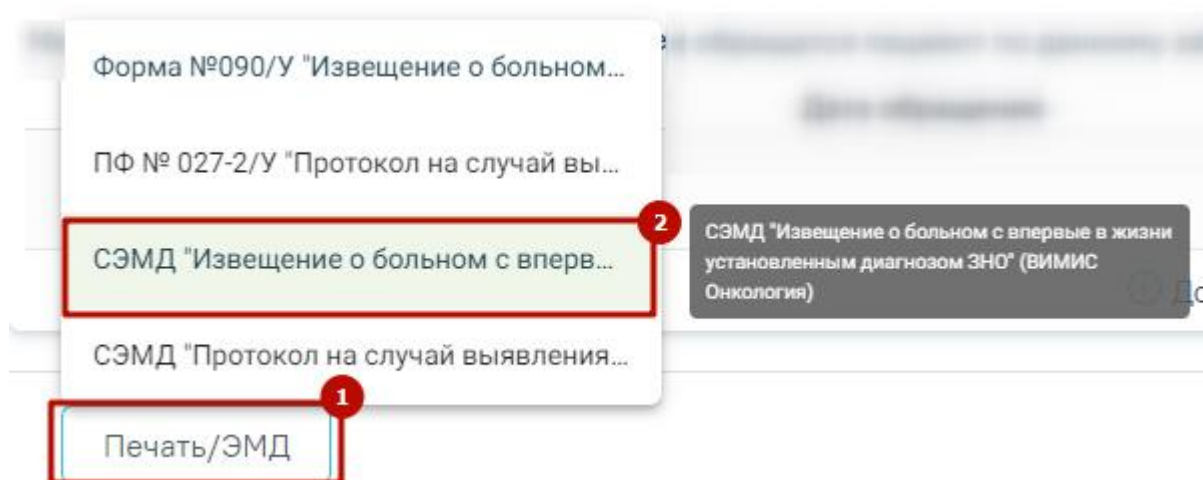 Форма №090/У "Извещение о больном...
ПФ № 027-2/У "Протокол на случай вы...
2
СЭМД "Извещение о больном с вперв...
СЭМД "Извещение о больном с впервые в жизни
установленным диагнозом ЗНО" (ВИМИС
Онкология)
СЭМД "Протокол на случай выявления...
1
Печать/ЭМД